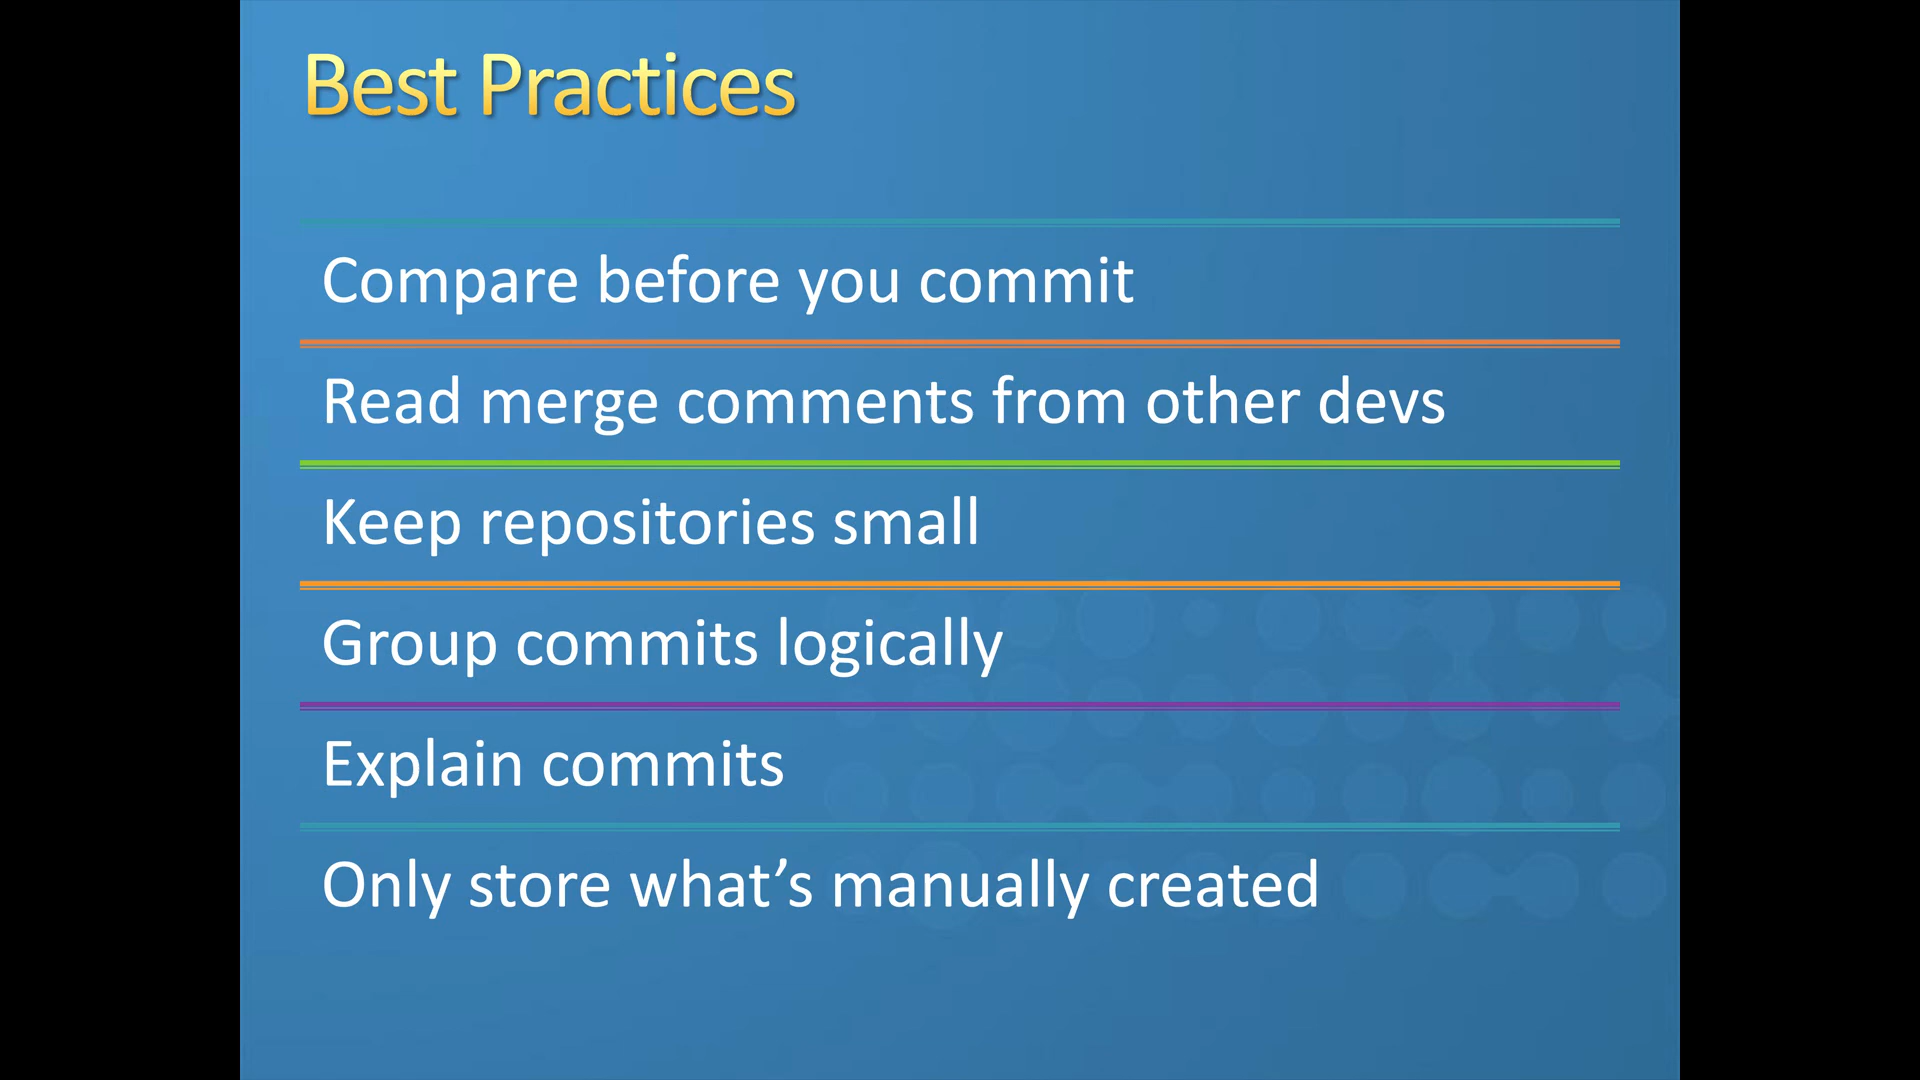 Best Practices
Compare before you commit
Read merge comments from other devs
Keep repositories small
Group commits logically
Explain commits
Only store what’s manually created